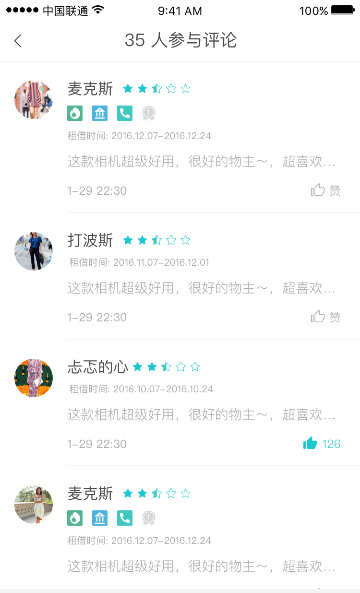 中国联通 9:41 AM 100%
35 人参与评论
麦克斯
租借时间: 2016.12.07-2016.12.24
这款相机超级好用，很好的物主～，超喜欢...
1-29 22:30 赞
打波斯
租借时间: 2016.11.07-2016.12.01
这款相机超级好用，很好的物主～，超喜欢...
1-29 22:30 赞
忐忑的心
租借时间: 2016.10.07-2016.10.24
这款相机超级好用，很好的物主～，超喜欢...
1-29 22:30 126
麦克斯
租借时间: 2016.12.07-2016.12.24
这款相机超级好用，很好的物主～，超喜欢...